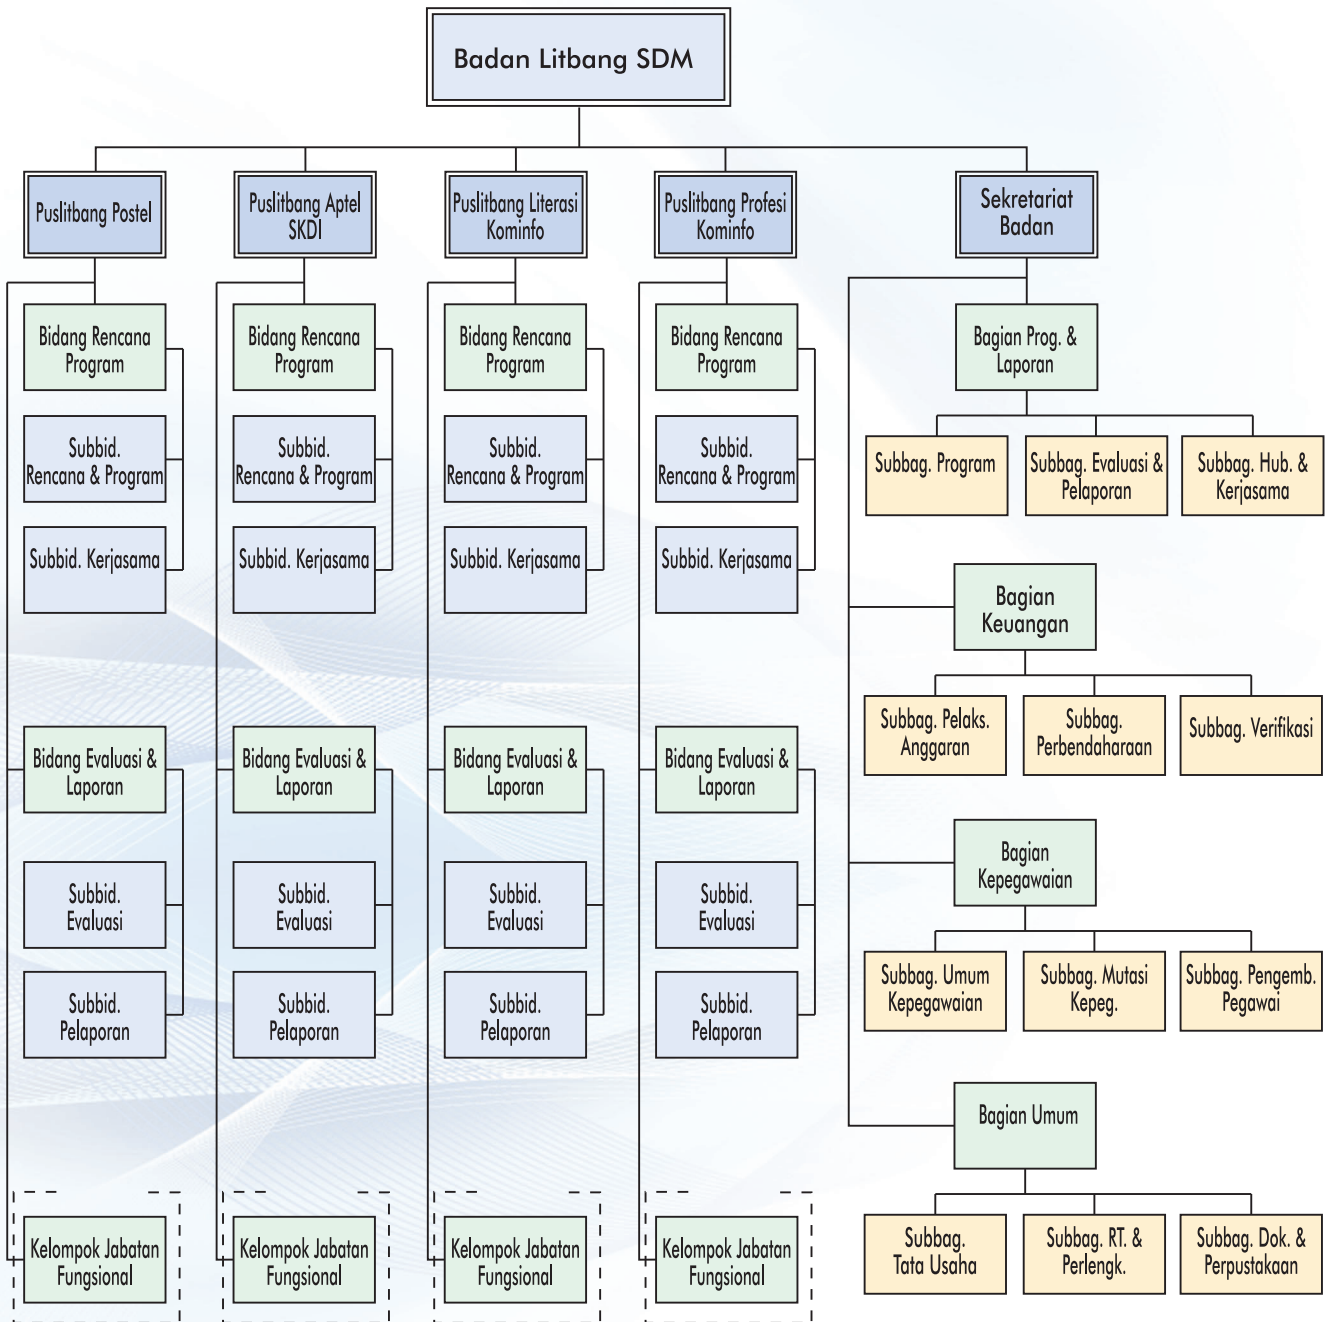 Badan Litbang SDM
Puslitbang Postel
Puslitbang Aptel
SKDI
Puslitbang Literasi
Kominfo
Puslitbang Profesi
Kominfo
Sekretariat
Badan
Bidang Rencana
Program
Bidang Rencana
Program
Bidang Rencana
Program
Bidang Rencana
Program
Bagian Prog. &
Laporan
Subbid.
Rencana & Program
Subbid.
Rencana & Program
Subbid.
Rencana & Program
Subbid.
Rencana & Program
Subbag. Program
Subbag. Evaluasi &
Pelaporan
Subbag. Hub. &
Kerjasama
Subbid. Kerjasama
Subbid. Kerjasama
Subbid. Kerjasama
Subbid. Kerjasama
Bagian
Keuangan
Subbag. Pelaks.
Anggaran
Subbag.
Perbendaharaan
Subbag. Verifikasi
Bidang Evaluasi &
Laporan
Bidang Evaluasi &
Laporan
Bidang Evaluasi &
Laporan
Bidang Evaluasi &
Laporan
Bagian
Kepegawaian
Subbid.
Evaluasi
Subbid.
Evaluasi
Subbid.
Evaluasi
Subbid.
Evaluasi
Subbag. Umum
Kepegawaian
Subbag. Mutasi
Kepeg.
Subbag. Pengemb.
Pegawai
Subbid.
Pelaporan
Subbid.
Pelaporan
Subbid.
Pelaporan
Subbid.
Pelaporan
Bagian Umum
Kelompok Jabatan
Fungsional
Kelompok Jabatan
Fungsional
Kelompok Jabatan
Fungsional
Kelompok Jabatan
Fungsional
Subbag.
Tata Usaha
Subbag. RT. &
Perlengk.
Subbag. Dok. &
Perpustakaan